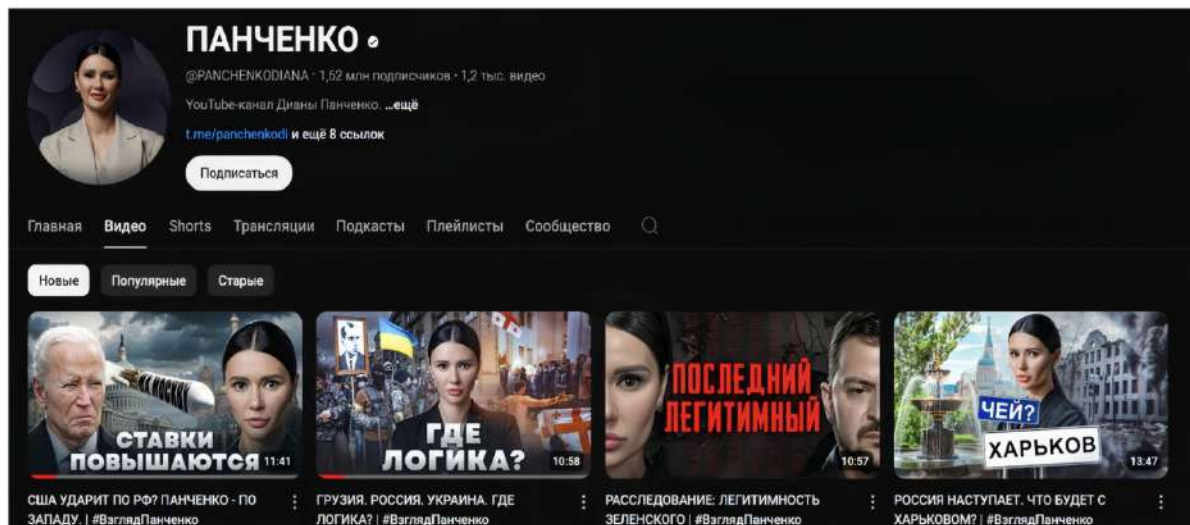 ПАНЧЕНКО
@PANCHENKODIANA · 1,52 млн подписчиков · 1,2 тыс. видео
YouTube-канал Дианы Панченко. ...ещё
t.me/panchenkodi и ещё 8 ссылок
Подписаться
Главная Видео Shorts Трансляции Подкасты Плейлисты Сообщество
Новые Популярные Старые
НА МОСКВУ
СТАВКИ
ПОВЫШАЮТСЯ
11:41
ГДЕ
ЛОГИКА?
10:58
ПОСЛЕДНИЙ
ЛЕГИТИМНЫЙ
10:57
ЧЕЙ?
ХАРЬКОВ
13:47
США УДАРИТ ПО РФ? ПАНЧЕНКО - ПО
ЗАПАДУ. | #ВзглядПанченко
ГРУЗИЯ. РОССИЯ. УКРАИНА. ГДЕ
ЛОГИКА? | #ВзглядПанченко
РАССЛЕДОВАНИЕ: ЛЕГИТИМНОСТЬ
ЗЕЛЕНСКОГО | #ВзглядПанченко
РОССИЯ НАСТУПАЕТ. ЧТО БУДЕТ С
ХАРЬКОВОМ? | #ВзглядПанченко